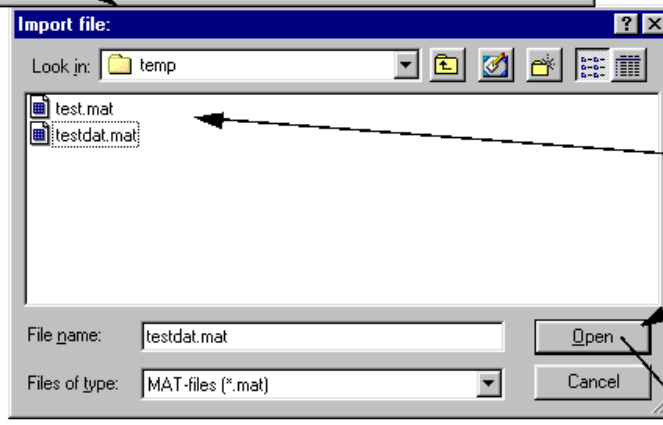 Import file:
Look in: temp
test.mat
testdat.mat
File name: testdat.mat Open
Files of type: MAT-files (*.mat) Cancel